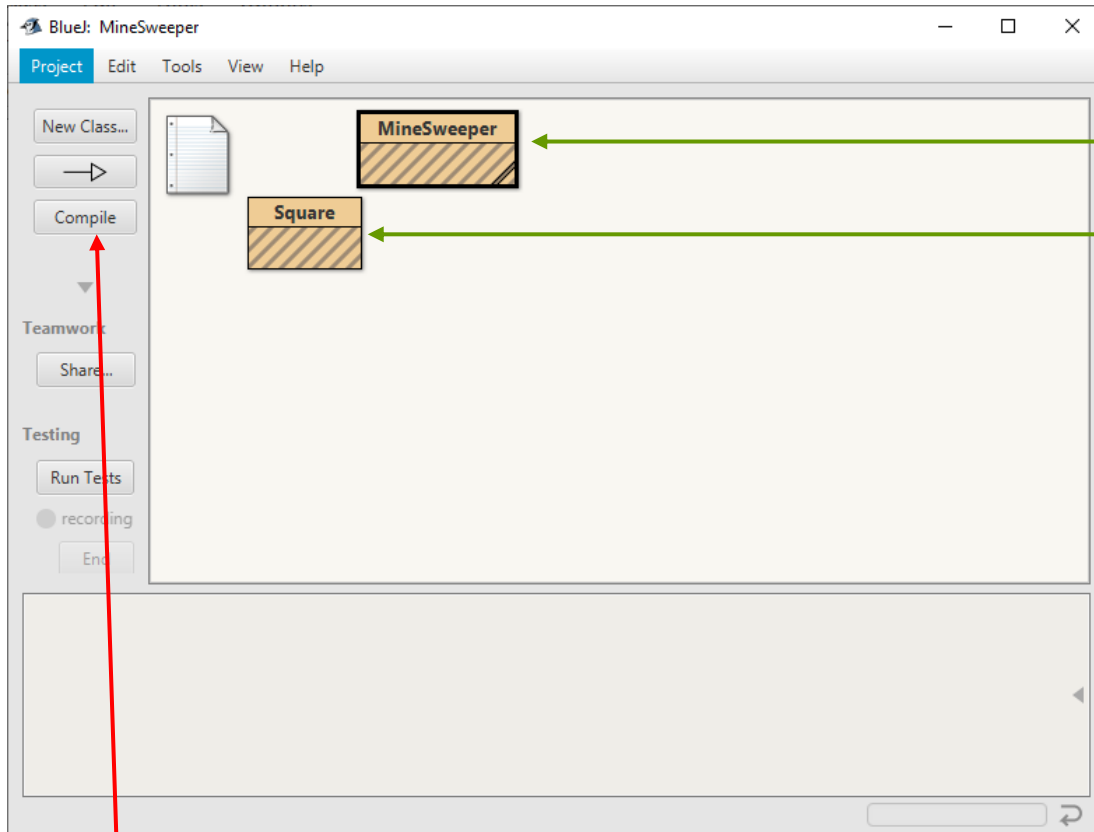 BlueJ: MineSweeper
Project Edit Tools View Help
New Class...
Compile
Teamwork
Share...
Testing
Run Tests
recording
End
MineSweeper
Square